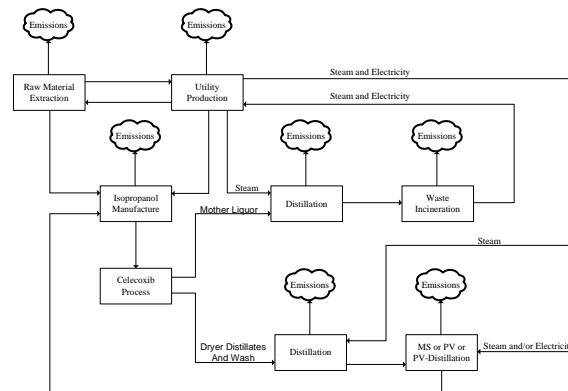 Emissions
Emissions
Raw Material
Extraction
Utility
Production
Steam and Electricity
Steam and Electricity
Emissions
Emissions
Emissions
Isopropanol
Manufacture
Steam
Mother Liquor
Distillation
Waste
Incineration
Steam
Celecoxib
Process
Emissions
Emissions
Dryer Distillates
And Wash
Distillation
MS or PV or
PV-Distillation
Steam and/or Electricity